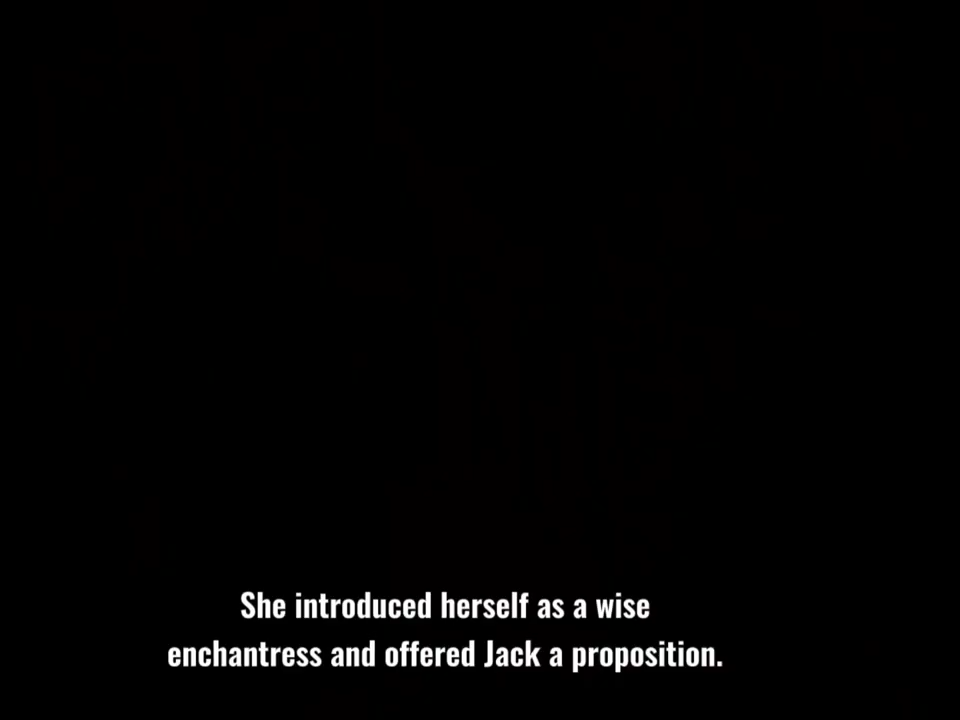 She introduced herself as a wise
enchantress and offered Jack a proposition.